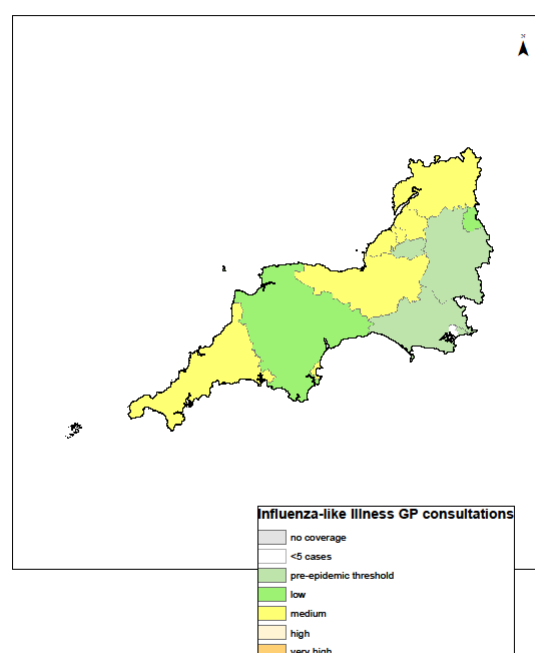 N
Influenza-like Illness GP consultations
no coverage
<5 cases
pre-epidemic threshold
low
medium
high
very high